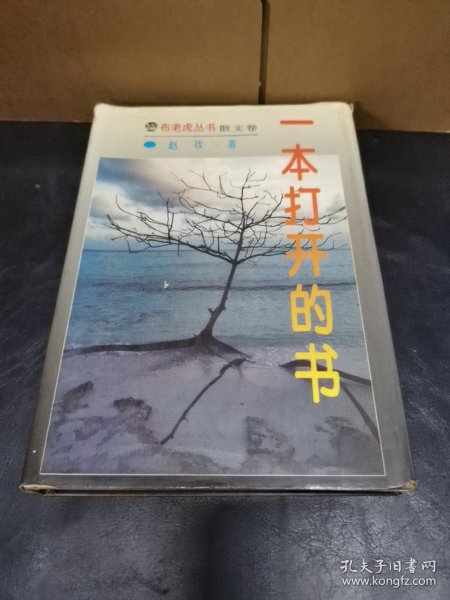 布老虎丛书 散文卷
赵玫\著
一本打开的书
孔夫子旧书网
www.kongfz.com